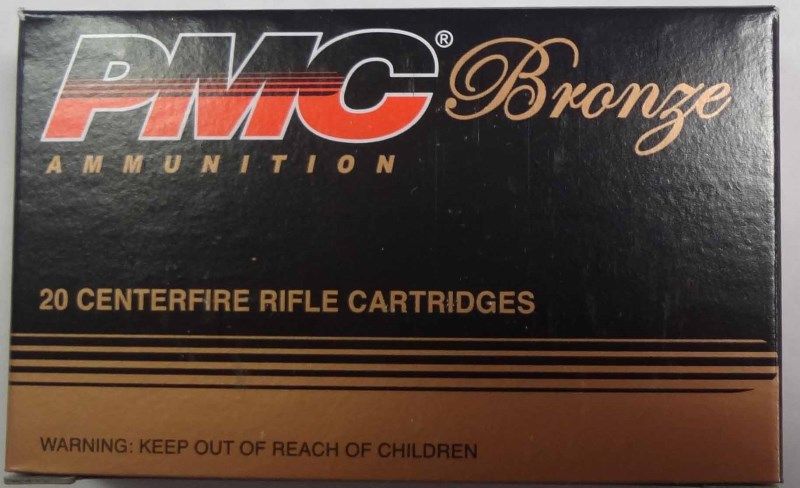 PMC® Bronze
AMMUNITION
20 CENTERFIRE RIFLE CARTRIDGES
WARNING: KEEP OUT OF REACH OF CHILDREN